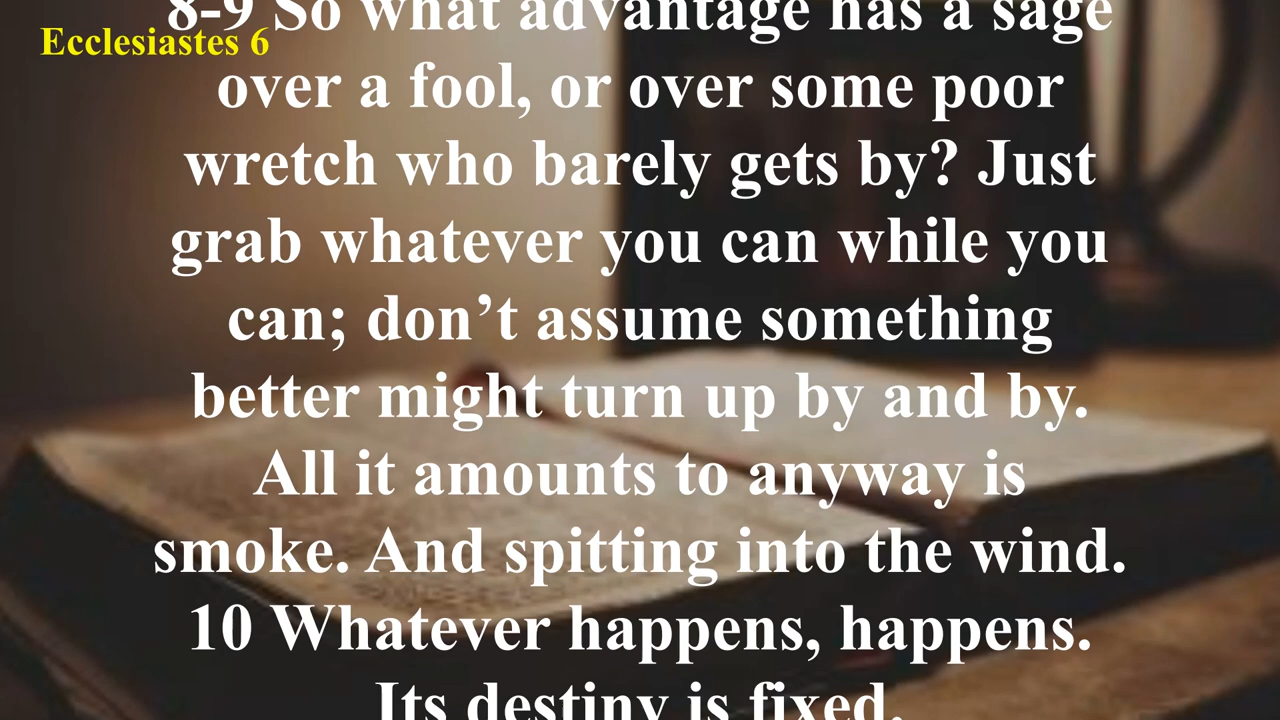 Ecclesiastes 6
8-9 So what advantage has a sage
over a fool, or over some poor
wretch who barely gets by? Just
grab whatever you can while you
can; don’t assume something
better might turn up by and by.
All it amounts to anyway is
smoke. And spitting into the wind.
10 Whatever happens, happens.
Its destiny is fixed.